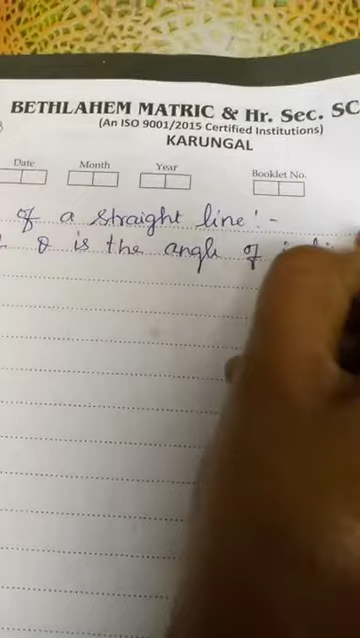 BETHLAHEM MATRIC & Hr. Sec. SC
(An ISO 9001/2015 Certified Institutions)
KARUNGAL
Date Month Year Booklet No.
of a straight line :-
θ is the angle of